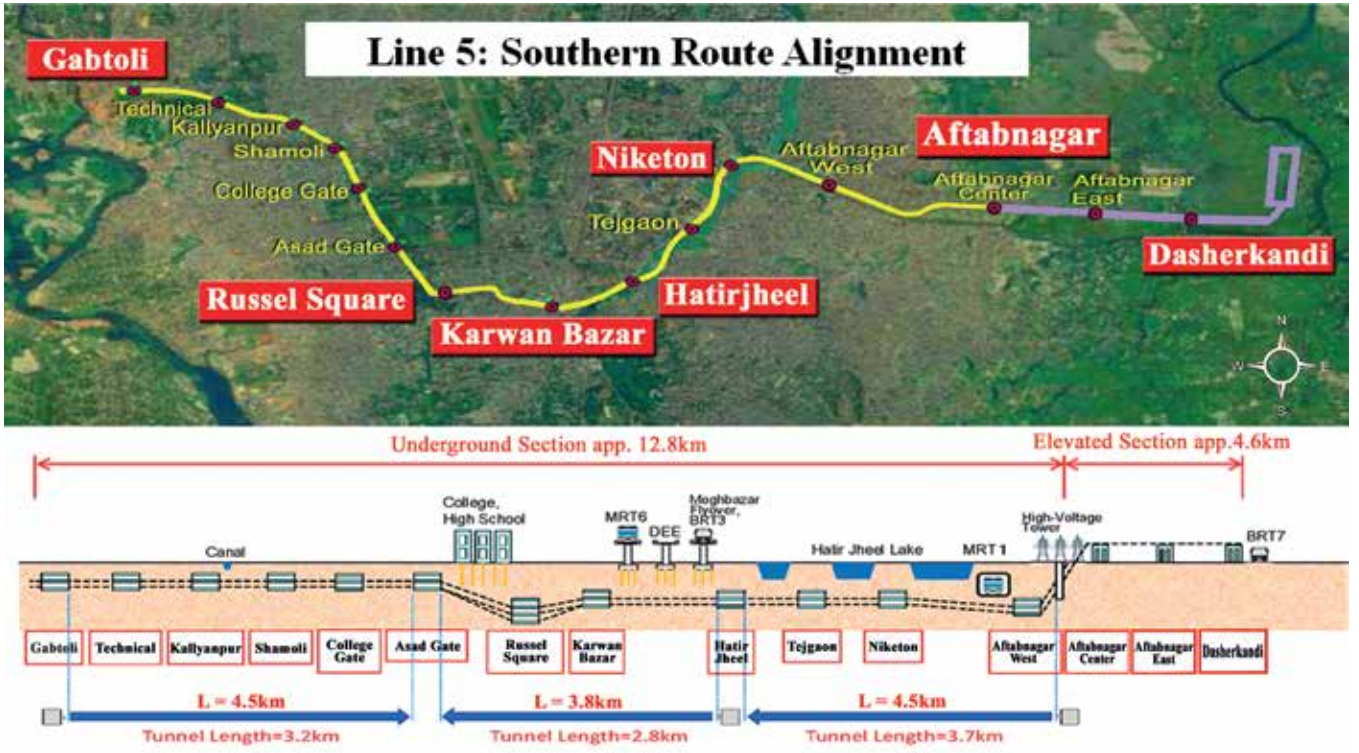 Line 5: Southern Route Alignment
Gabtoli
Technical
Kallyanpur
Shamoli
College Gate
Asad Gate
Russel Square
Karwan Bazar
Hatirjheel
Tejgaon
Niketon
Aftabnagar
West
Aftabnagar
Aftabnagar
Center
Aftabnagar
East
Dasherkandi
N
W
E
S
Underground Section app. 12.8km
Elevated Section app.4.6km
College,
High School
MRT6
DEE
Moghbazar
Flyover,
BRT3
High-Voltage
Tower
Canal
Hatir Jheel Lake
MRT1
BRT7
Gabtoli
Technical
Kallyanpur
Shamoli
College
Gate
Asad Gate
Russel
Square
Karwan
Bazar
Hatir
Jheel
Tejgaon
Niketon
Aftabnagar
West
Aftabnagar
Center
Aftabnagar
East
Dasherkandi
L = 4.5km
L = 3.8km
L = 4.5km
Tunnel Length=3.2km
Tunnel Length=2.8km
Tunnel Length=3.7km